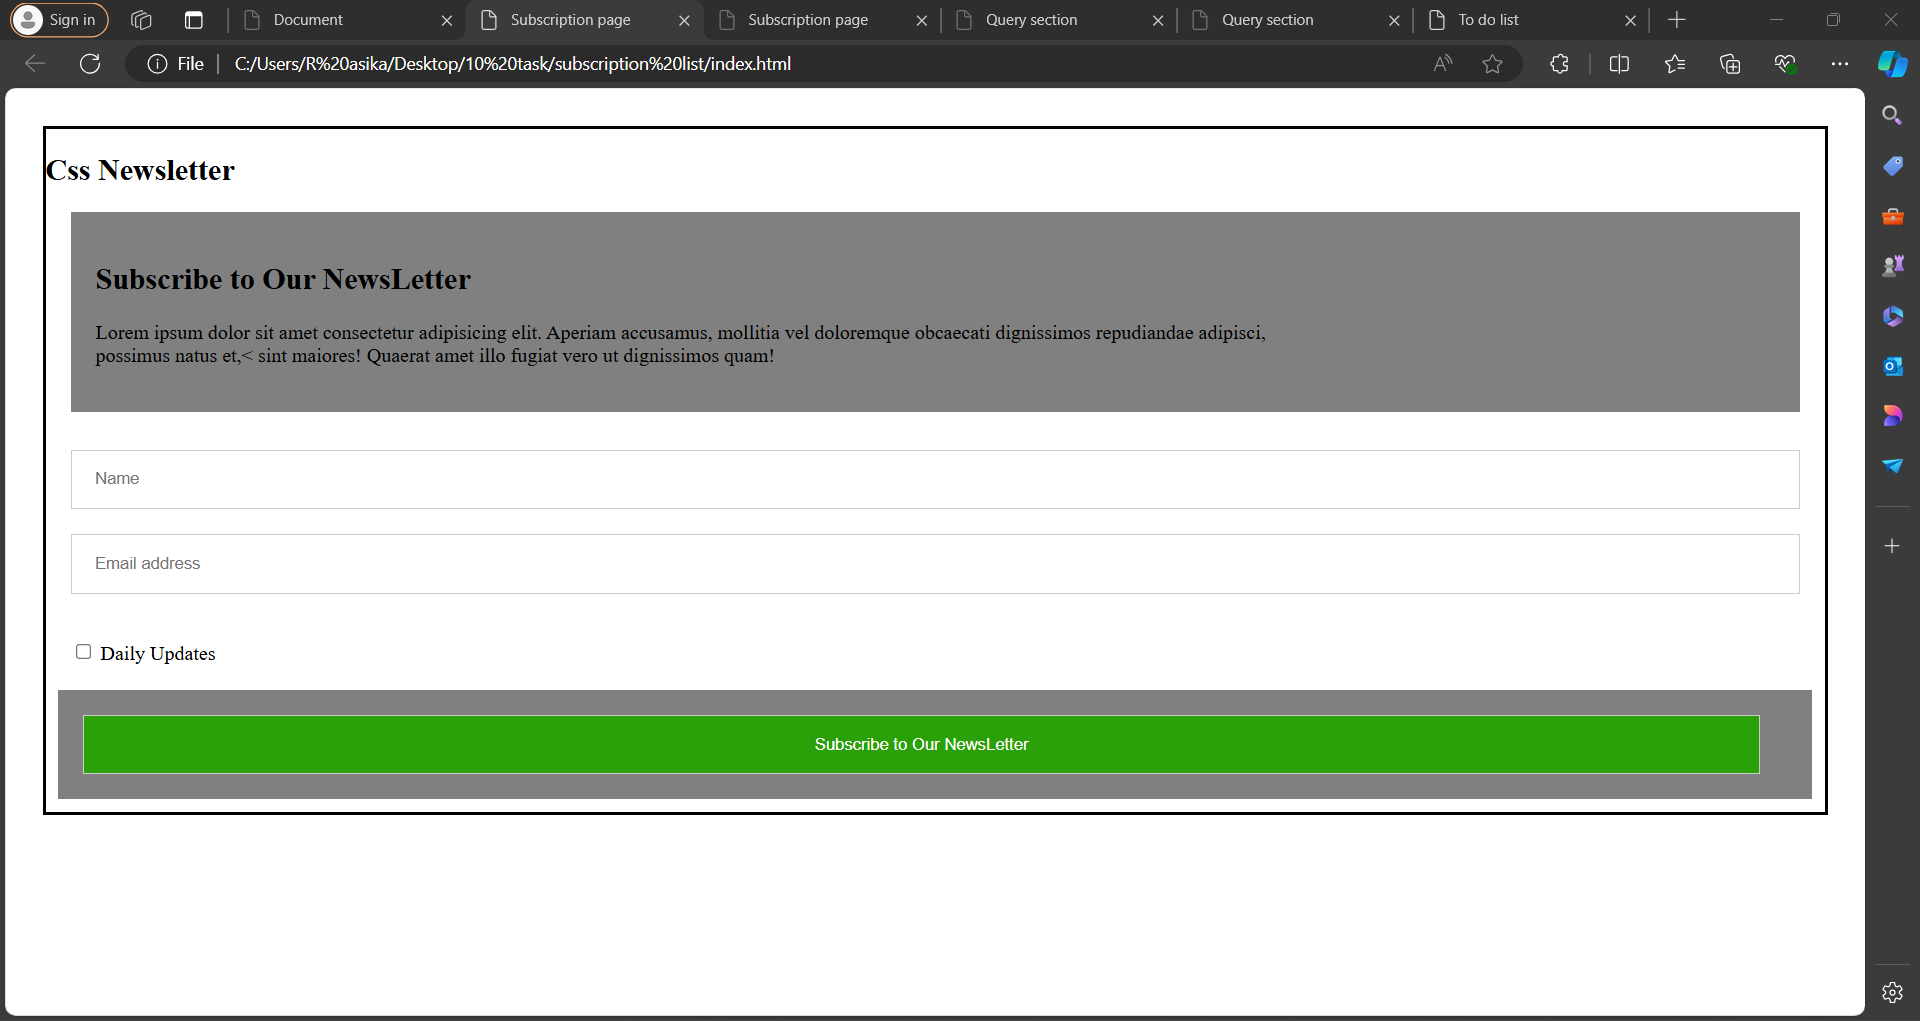 Sign in
Document
Subscription page
Subscription page
Query section
Query section
To do list
File
C:/Users/R%20asika/Desktop/10%20task/subscription%20list/index.html
Css Newsletter
Subscribe to Our NewsLetter
Lorem ipsum dolor sit amet consectetur adipisicing elit. Aperiam accusamus, mollitia vel doloremque obcaecati dignissimos repudiandae adipisci,
possimus natus et,< sint maiores! Quaerat amet illo fugiat vero ut dignissimos quam!
Name
Email address
Daily Updates
Subscribe to Our NewsLetter